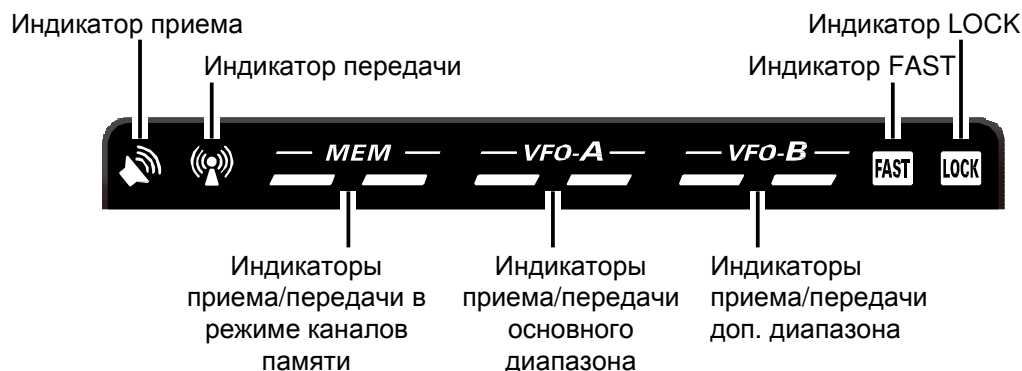 Индикатор приема
Индикатор LOCK
Индикатор передачи
Индикатор FAST
MEM
VFO-A
VFO-B
FAST
LOCK
Индикаторы
приема/передачи в
режиме каналов
памяти
Индикаторы
приема/передачи
основного
диапазона
Индикаторы
приема/передачи
доп. диапазона